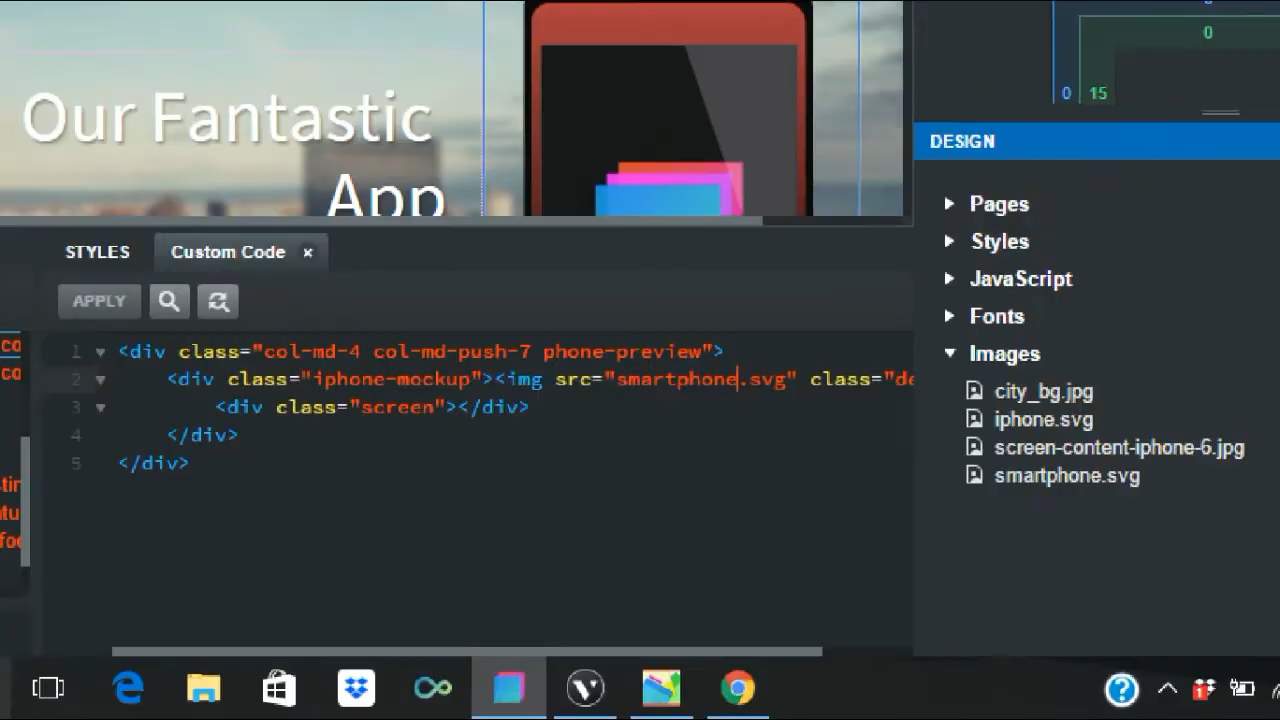 0
0
15
DESIGN
Our Fantastic
App
Pages
Styles
JavaScript
Fonts
Images
city_bg.jpg
iphone.svg
screen-content-iphone-6.jpg
smartphone.svg
STYLES
Custom Code ×
APPLY
1 <div class="col-md-4 col-md-push-7 phone-preview">
2 <div class="iphone-mockup"><img src="smartphone.svg" class="de
3 <div class="screen"></div>
4 </div>
5 </div>
co
co
1